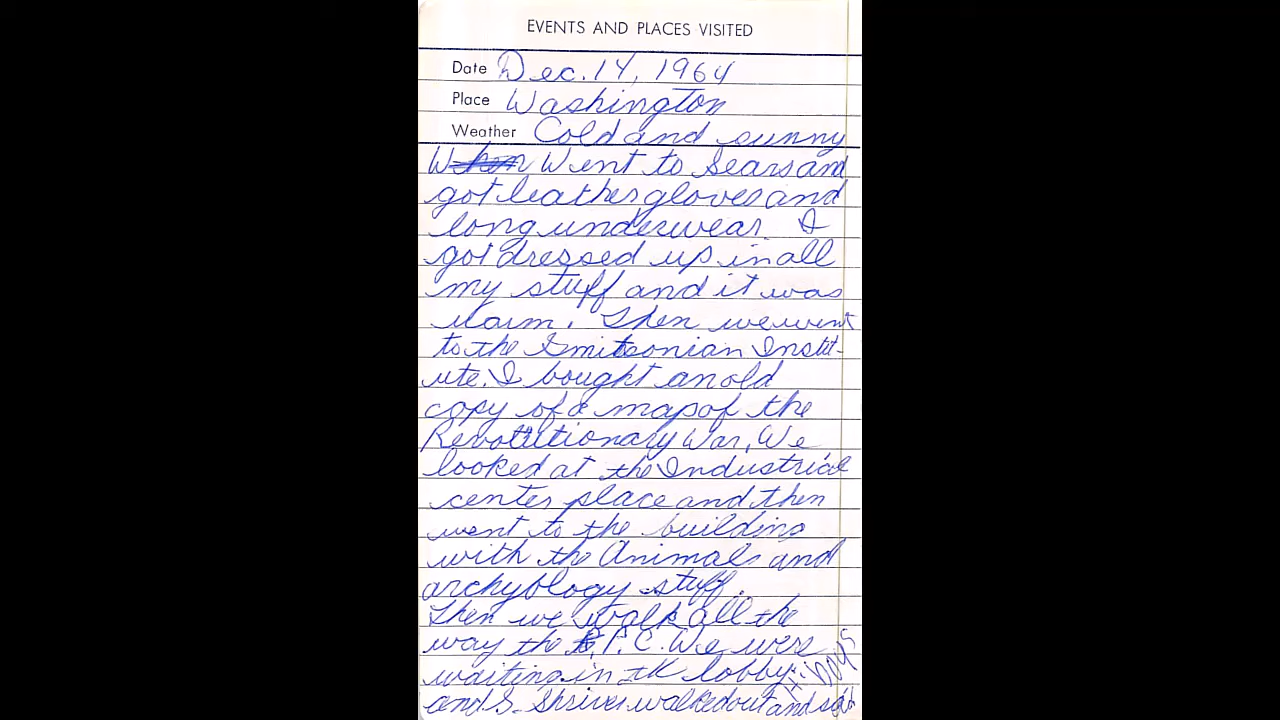 EVENTS AND PLACES VISITED
Date Dec. 14, 1964
Place Washington
Weather Cold and sunny
Went to Sears and
got leather gloves and
long underwear. I
got dressed up in all
my stuff and it was
warm. Then we went
to the Smitsonian Instit-
ute. I bought an old
copy of a map of the
Revolutionary War. We
looked at the Industrial
center place and then
went to the building
with the Animals and
archyology stuff.
Then we walk all the
way the P.C. We were
waiting in the lobby
and S. Shriver walked out and said